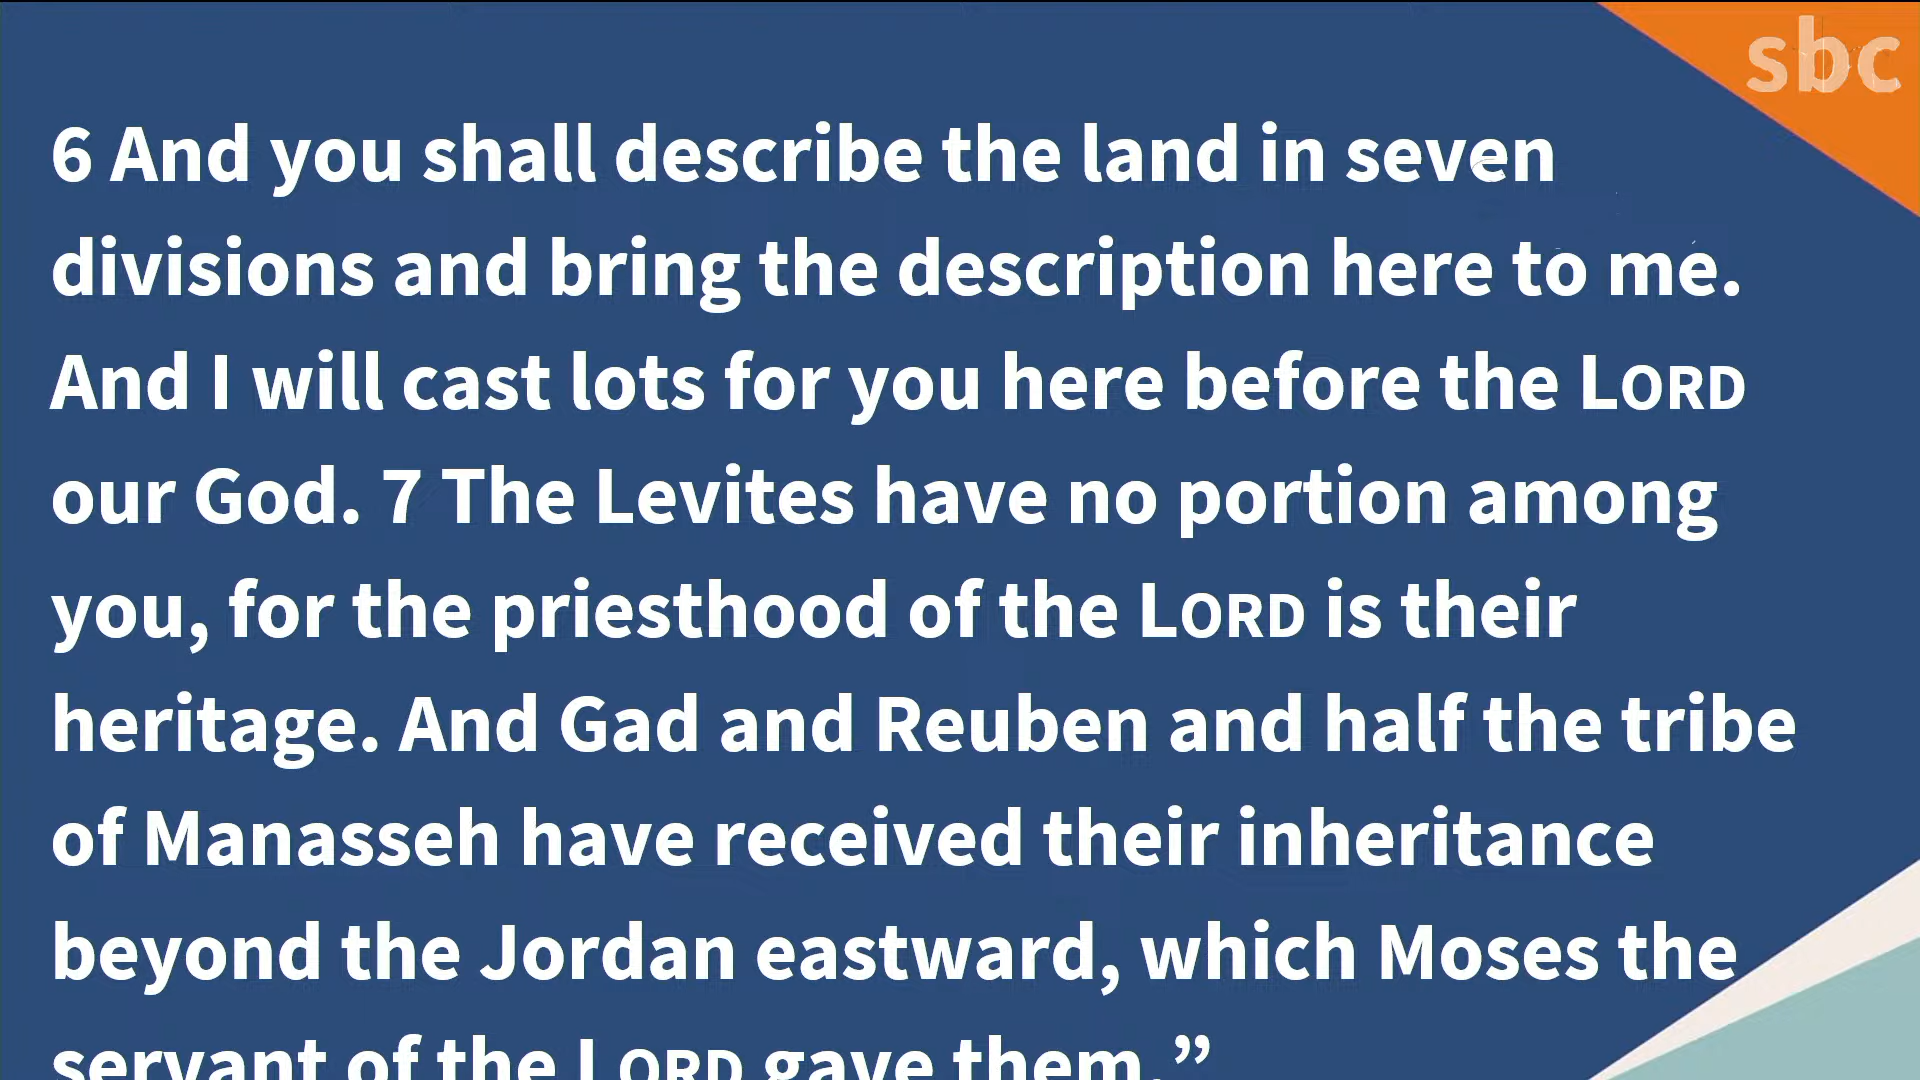 sbc
6 And you shall describe the land in seven
divisions and bring the description here to me.
And I will cast lots for you here before the LORD
our God. 7 The Levites have no portion among
you, for the priesthood of the LORD is their
heritage. And Gad and Reuben and half the tribe
of Manasseh have received their inheritance
beyond the Jordan eastward, which Moses the
servant of the LORD gave them.”